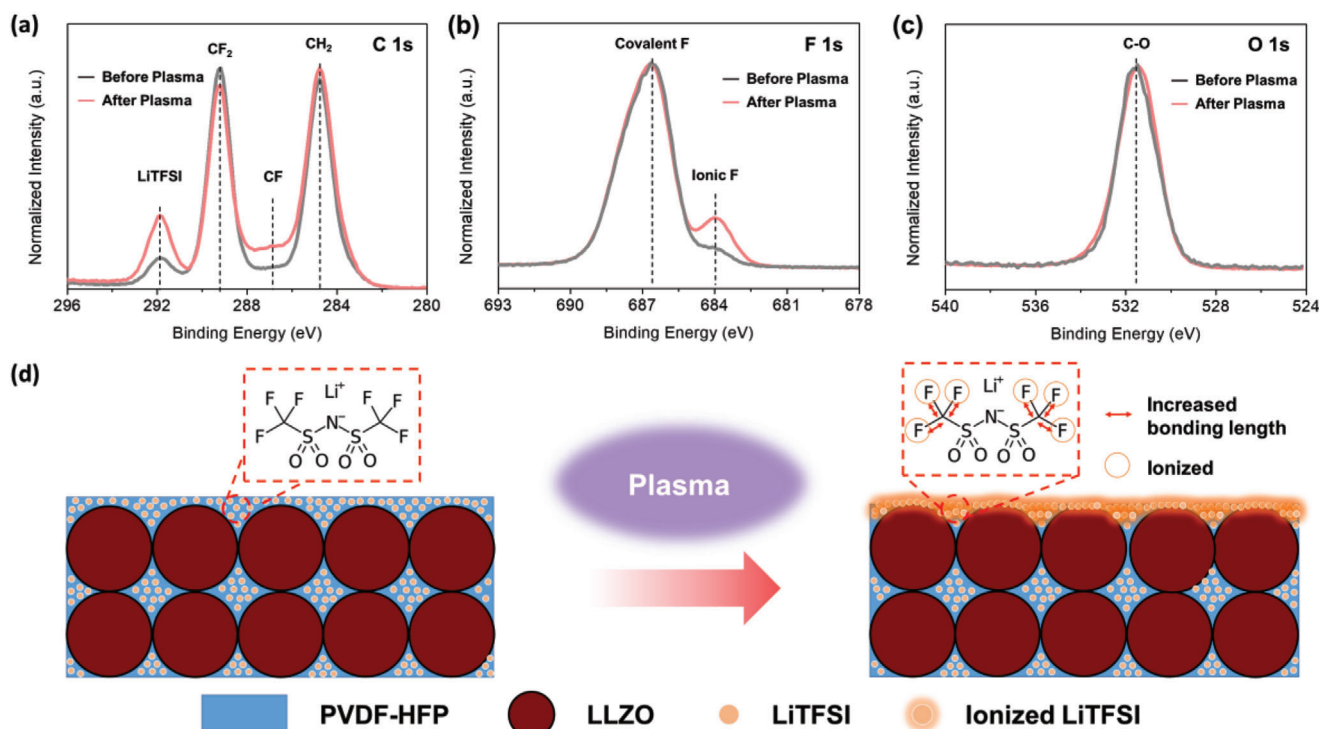 (a)
C 1s
CF₂
CH₂
Before Plasma
After Plasma
LiTFSI
CF
Normalized Intensity (a.u.)
296 292 288 284 280
Binding Energy (eV)
(b)
F 1s
Covalent F
Before Plasma
After Plasma
Ionic F
Normalized Intensity (a.u.)
693 690 687 684 681 678
Binding Energy (eV)
(c)
O 1s
C-O
Before Plasma
After Plasma
Normalized Intensity (a.u.)
540 536 532 528 524
Binding Energy (eV)
(d)
Li⁺
F F F F
F S N⁻ S F
O O O O
Plasma
Li⁺
F F F F
F S N⁻ S F
O O O O
Increased
bonding length
Ionized
PVDF-HFP
LLZO
LiTFSI
Ionized LiTFSI